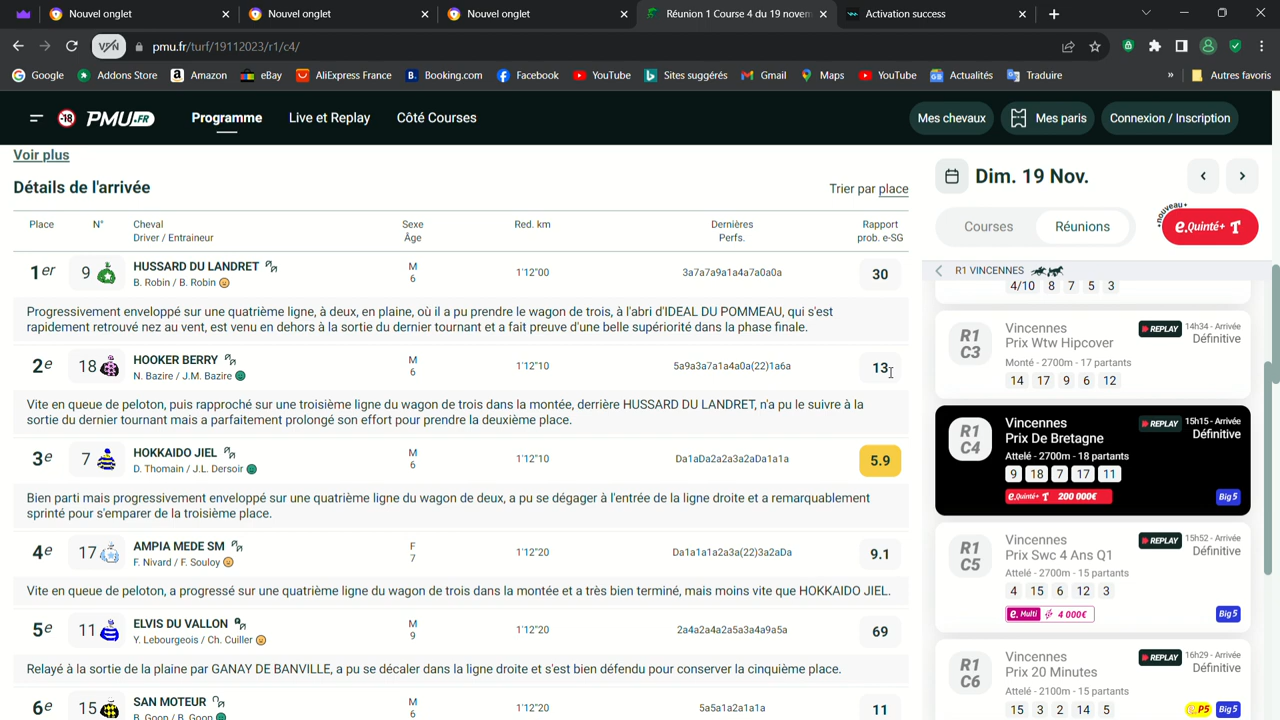 Nouvel onglet
Nouvel onglet
Nouvel onglet
Réunion 1 Course 4 du 19 novem
Activation success
VPN
pmu.fr/turf/19112023/r1/c4/
Google
Addons Store
Amazon
eBay
AliExpress France
Booking.com
Facebook
YouTube
Sites suggérés
Gmail
Maps
YouTube
Actualités
Traduire
»
Autres favoris
-18
PMU.FR
Programme
Live et Replay
Côté Courses
Mes chevaux
Mes paris
Connexion / Inscription
Voir plus
Détails de l'arrivée
Trier par place
Place
N°
Cheval
Driver / Entraineur
Sexe
Âge
Red. km
Dernières
Perfs.
Rapport
prob. e-SG
1er
9
HUSSARD DU LANDRET
B. Robin / B. Robin
M
6
1'12"00
3a7a7a9a1a4a7a0a0a
30
Progressivement enveloppé sur une quatrième ligne, à deux, en plaine, où il a pu prendre le wagon de trois, à l'abri d'IDEAL DU POMMEAU, qui s'est
rapidement retrouvé nez au vent, est venu en dehors à la sortie du dernier tournant et a fait preuve d'une belle supériorité dans la phase finale.
2e
18
HOOKER BERRY
N. Bazire / J.M. Bazire
M
6
1'12"10
5a9a3a7a1a4a0a(22)1a6a
13
Vite en queue de peloton, puis rapproché sur une troisième ligne du wagon de trois dans la montée, derrière HUSSARD DU LANDRET, n'a pu le suivre à la
sortie du dernier tournant mais a parfaitement prolongé son effort pour prendre la deuxième place.
3e
7
HOKKAIDO JIEL
D. Thomain / J.L. Dersoir
M
6
1'12"10
Da1aDa2a2a3a2aDa1a1a
5.9
Bien parti mais progressivement enveloppé sur une quatrième ligne du wagon de deux, a pu se dégager à l'entrée de la ligne droite et a remarquablement
sprinté pour s'emparer de la troisième place.
4e
17
AMPIA MEDE SM
F. Nivard / F. Souloy
F
7
1'12"20
Da1a1a1a2a3a(22)3a2aDa
9.1
Vite en queue de peloton, a progressé sur une quatrième ligne du wagon de trois dans la montée et a très bien terminé, mais moins vite que HOKKAIDO JIEL.
5e
11
ELVIS DU VALLON
Y. Lebourgeois / Ch. Cuiller
M
9
1'12"20
2a4a2a4a2a5a3a4a9a5a
69
Relayé à la sortie de la plaine par GANAY DE BANVILLE, a pu se décaler dans la ligne droite et s'est bien défendu pour conserver la cinquième place.
6e
15
SAN MOTEUR
B. Goop / B. Goop
M
6
1'12"20
5a5a1a2a1a1a
11
Dim. 19 Nov.
Courses
Réunions
nouveau
e.Quinté+ T
R1 VINCENNES
4/10 8 7 5 3
R1
C3
Vincennes
Prix Wtw Hipcover
REPLAY
14h34 - Arrivée
Définitive
Monté - 2700m - 17 partants
14 17 9 6 12
R1
C4
Vincennes
Prix De Bretagne
REPLAY
15h15 - Arrivée
Définitive
Attelé - 2700m - 18 partants
9 18 7 17 11
e.Quinté+ T 200 000€
Big5
R1
C5
Vincennes
Prix Swc 4 Ans Q1
REPLAY
15h52 - Arrivée
Définitive
Attelé - 2700m - 15 partants
4 15 6 12 3
e.Multi 4 000€
Big5
R1
C6
Vincennes
Prix 20 Minutes
REPLAY
16h29 - Arrivée
Définitive
Attelé - 2100m - 15 partants
15 3 2 14 5
P5
Big5